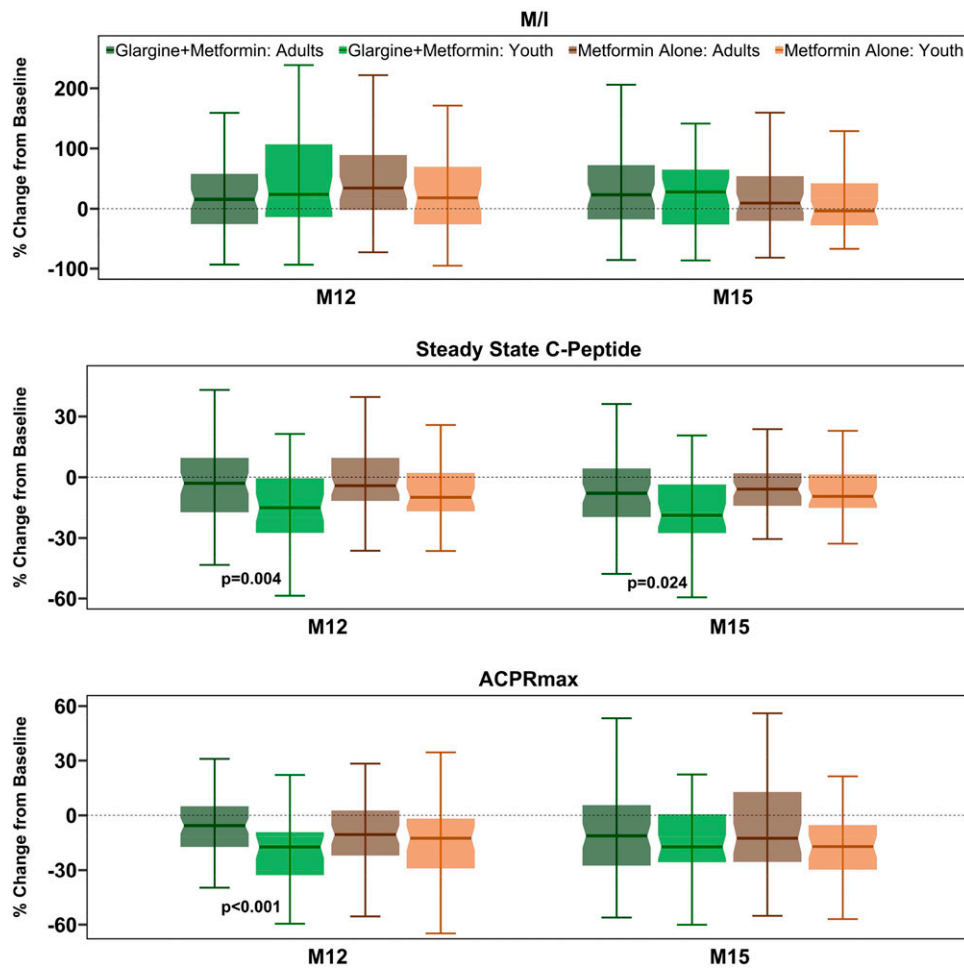 M/I
Glargine+Metformin: Adults Glargine+Metformin: Youth Metformin Alone: Adults Metformin Alone: Youth
% Change from Baseline
200
100
0
-100
M12 M15
Steady State C-Peptide
% Change from Baseline
30
0
-30
-60
p=0.004 p=0.024
M12 M15
ACPRmax
% Change from Baseline
60
30
0
-30
-60
p<0.001
M12 M15